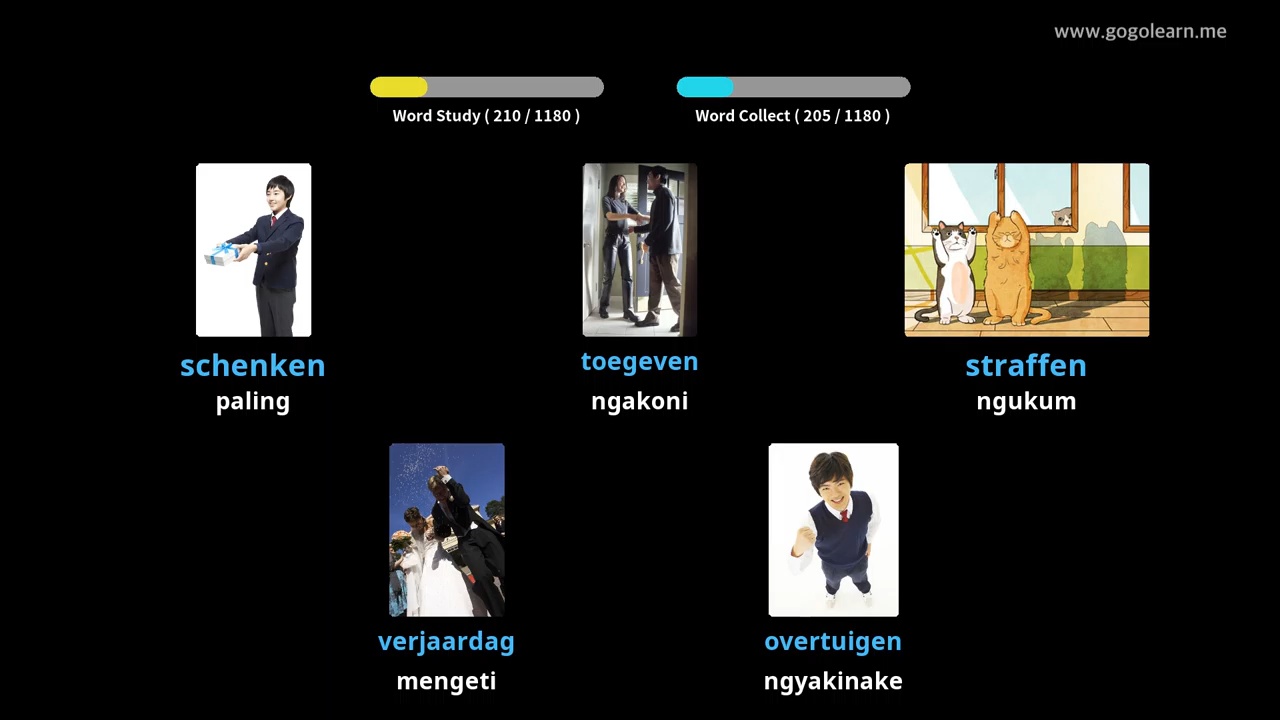 www.gogolearn.me
Word Study ( 210 / 1180 )
Word Collect ( 205 / 1180 )
schenken
paling
toegeven
ngakoni
straffen
ngukum
verjaardag
mengeti
overtuigen
ngyakinake